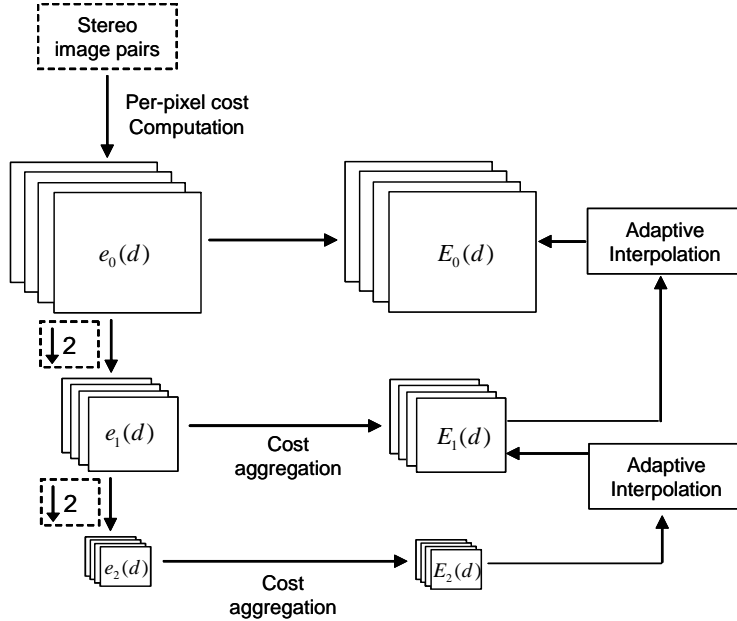 Stereo
image pairs
Per-pixel cost
Computation
e₀(d)
E₀(d)
Adaptive
Interpolation
↓2
e₁(d)
Cost
aggregation
E₁(d)
Adaptive
Interpolation
↓2
e₂(d)
Cost
aggregation
E₂(d)